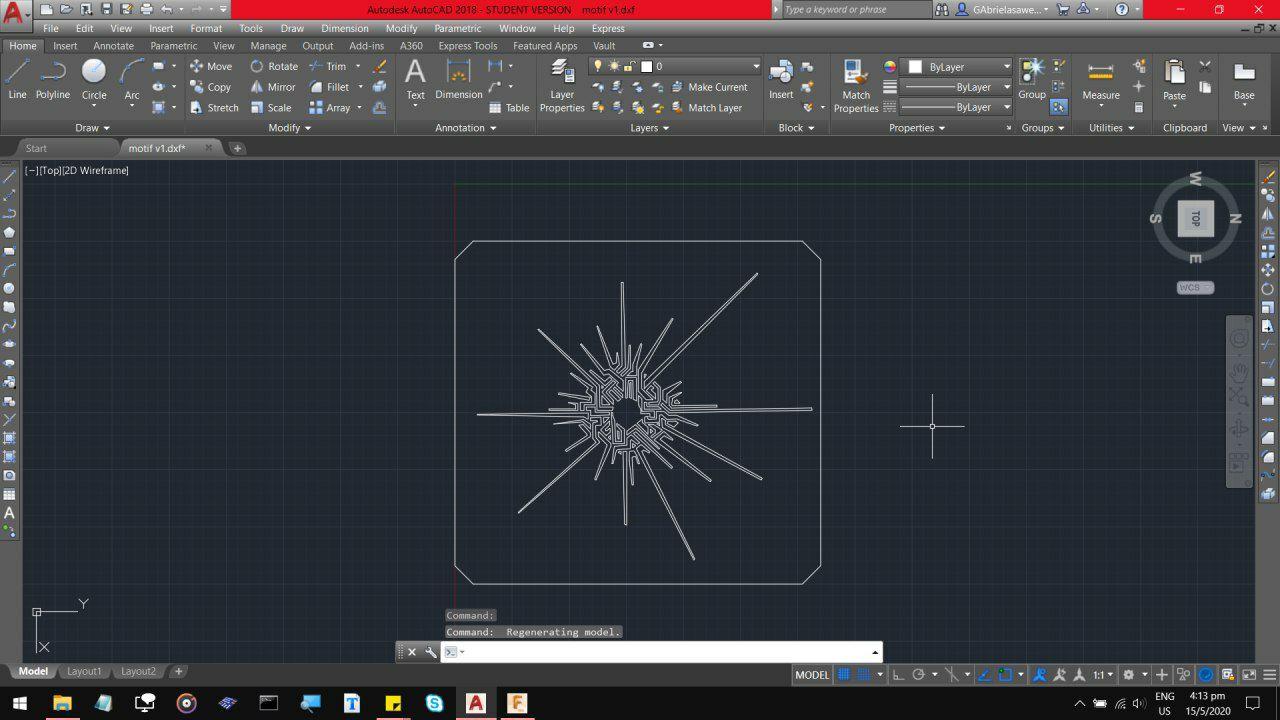 Autodesk AutoCAD 2018 - STUDENT VERSION motif v1.dxf
Type a keyword or phrase
GAbrielasawe...
File Edit View Insert Format Tools Draw Dimension Modify Parametric Window Help Express
Home Insert Annotate Parametric View Manage Output Add-ins A360 Express Tools Featured Apps Vault
Line Polyline Circle Arc
Move Rotate Trim
Copy Mirror Fillet
Stretch Scale Array
Text Dimension Table
Layer Properties
0
Make Current
Match Layer
Insert
Match Properties
ByLayer
ByLayer
ByLayer
Group
Measure
Paste
Base
Draw Modify Annotation Layers Block Properties Groups Utilities Clipboard View
Start motif v1.dxf*
[−][Top][2D Wireframe]
W
S TOP N
E
WCS
Y
X
Command:
Command: Regenerating model.
Model Layout1 Layout2
MODEL 1:1
ENG
US
4:13 pm
15/5/2020